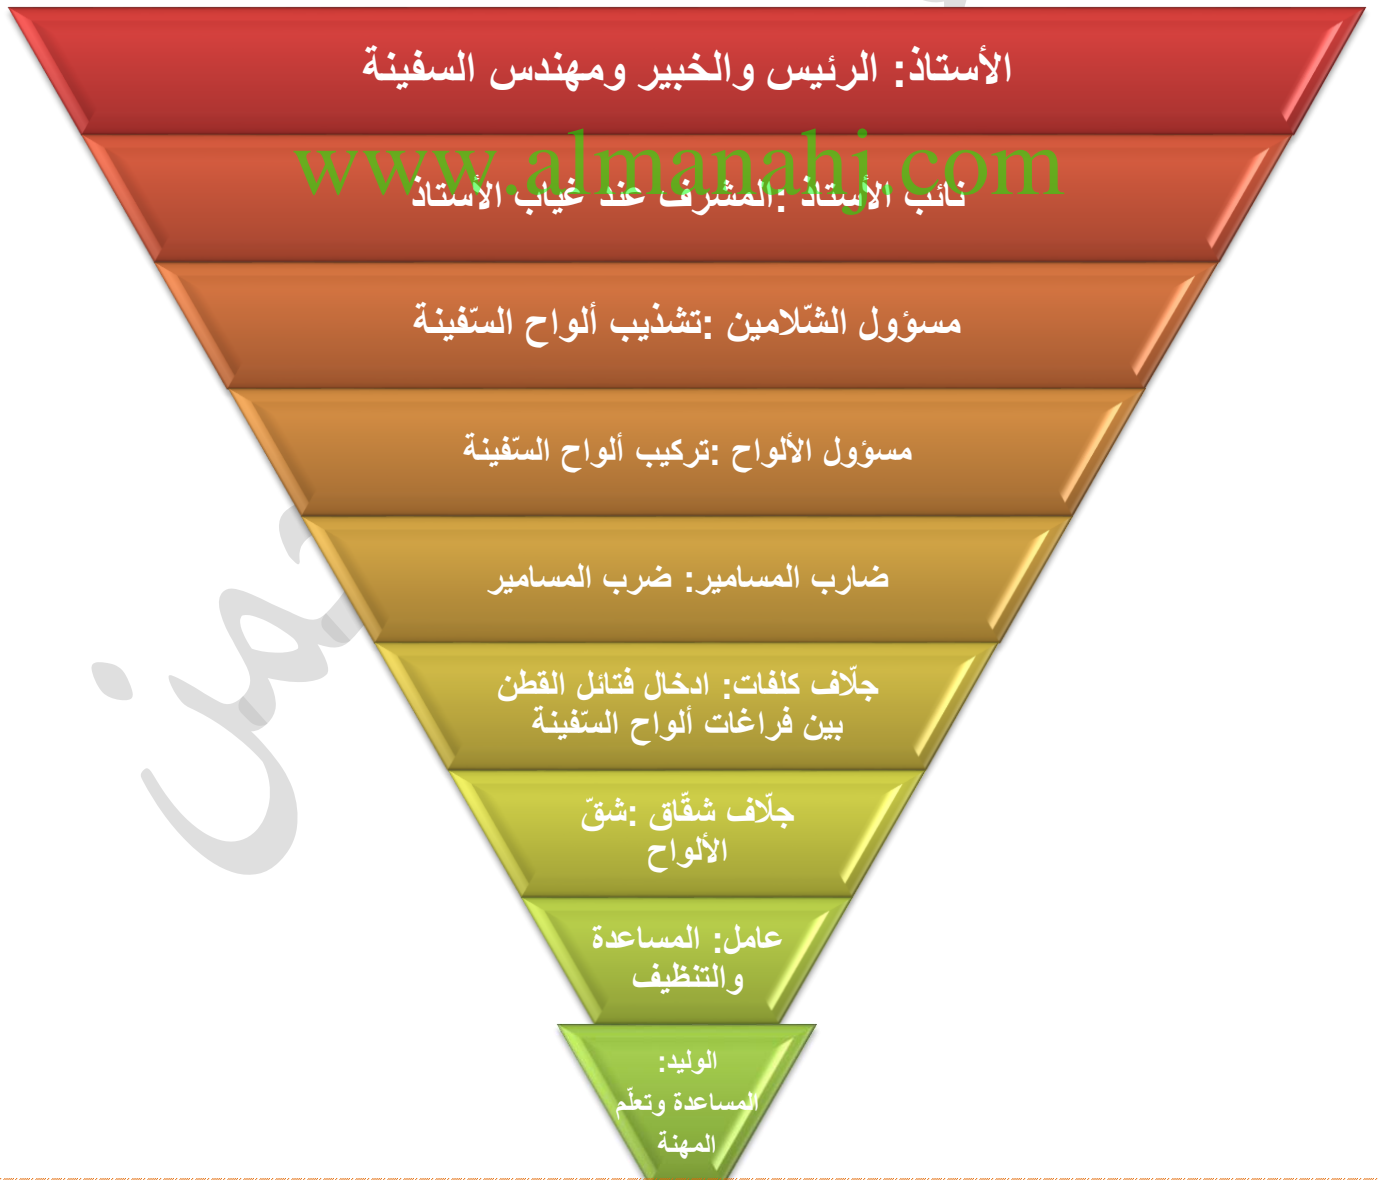 الأستاذ: الرئيس والخبير ومهندس السفينة
www.almanahj.com
نائب الأستاذ :المشرف عند غياب الأستاذ
مسؤول الشّلامين :تشذيب ألواح السّفينة
مسؤول الألواح :تركيب ألواح السّفينة
ضارب المسامير: ضرب المسامير
جلّاف كلفات: ادخال فتائل القطن
بين فراغات ألواح السّفينة
جلّاف شقّاق :شقّ
الألواح
عامل: المساعدة
والتنظيف
الوليد:
المساعدة وتعلّم
المهنة